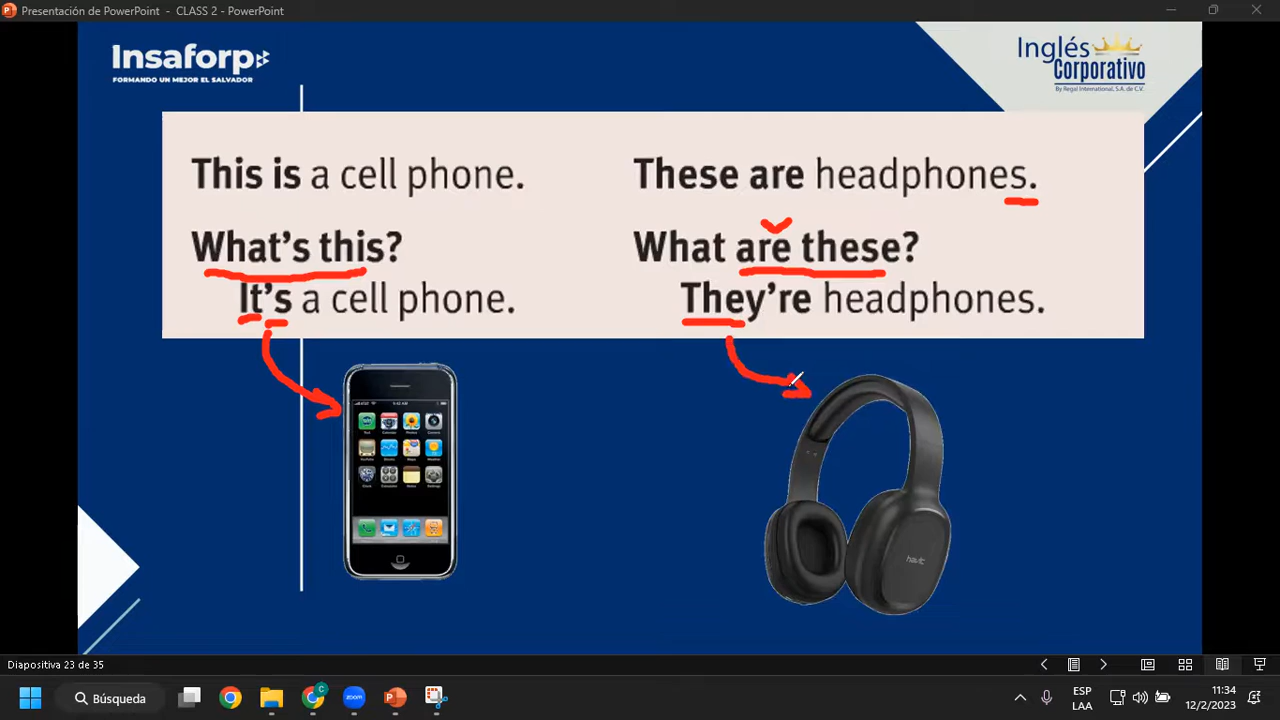 Presentación de PowerPoint - CLASS 2 - PowerPoint
Insaforp
FORMANDO UN MEJOR EL SALVADOR
Inglés
Corporativo
By Regal International, S.A. de C.V.
This is a cell phone.
What's this?
It's a cell phone.
These are headphones.
What are these?
They're headphones.
havit
Diapositiva 23 de 35
Búsqueda
C
zoom
ESP
LAA
11:34
12/2/2023